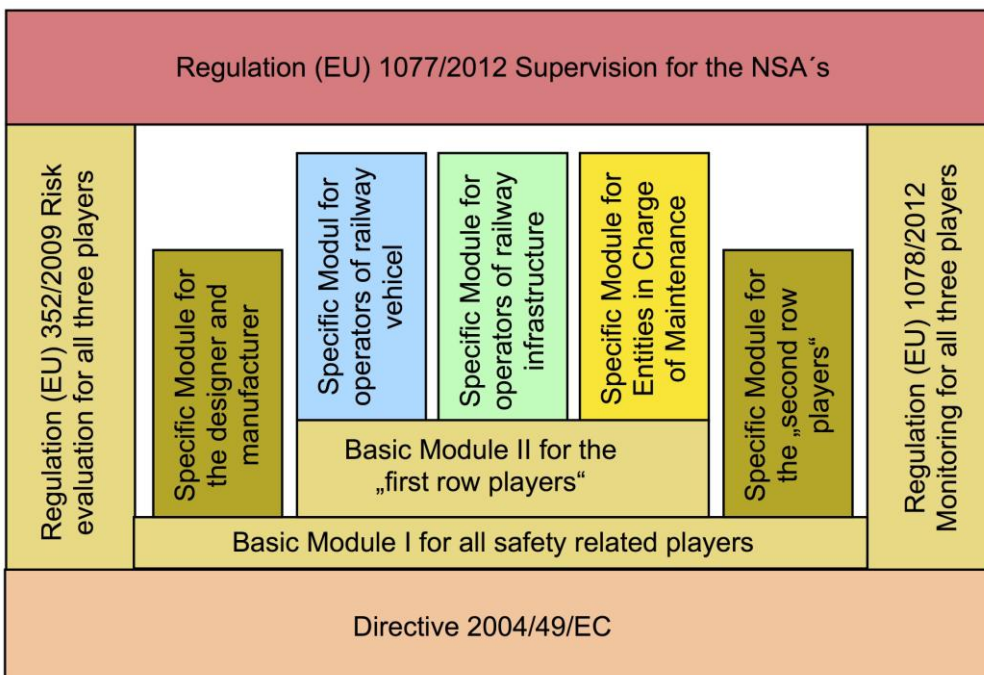 Regulation (EU) 1077/2012 Supervision for the NSA´s
Regulation (EU) 352/2009 Risk
evaluation for all three players
Specific Module for
the designer and
manufacturer
Specific Modul for
operators of railway
vehicel
Specific Module for
operators of railway
infrastructure
Specific Module for
Entities in Charge
of Maintenance
Specific Module for
the „second row
players“
Regulation (EU) 1078/2012
Monitoring for all three players
Basic Module II for the
„first row players“
Basic Module I for all safety related players
Directive 2004/49/EC